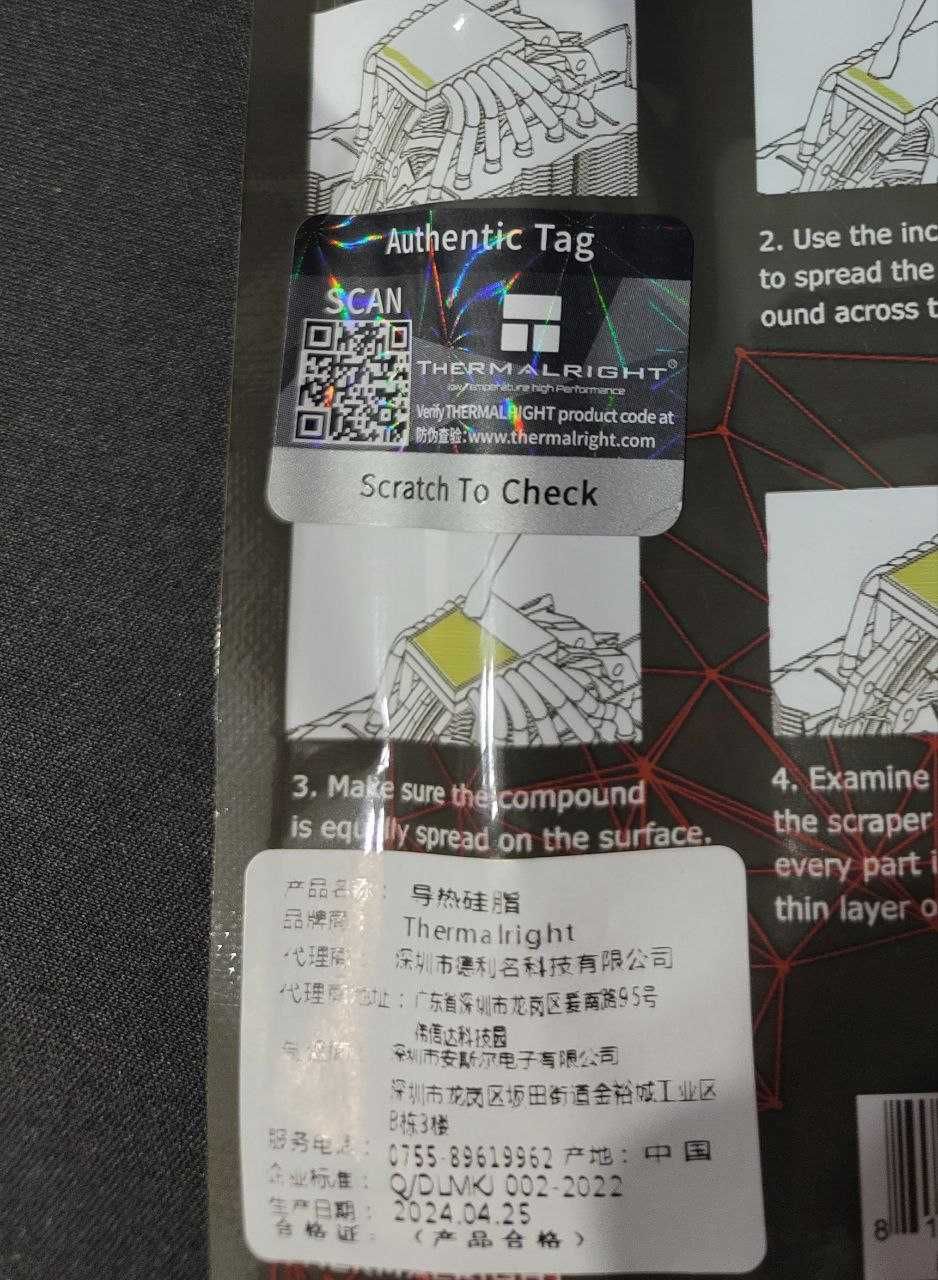 Authentic Tag
SCAN
THERMALRIGHT®
low Temperature high Performance
Verify THERMALRIGHT product code at
防伪查验:www.thermalright.com
Scratch To Check
2. Use the inc
to spread the
ound across t
3. Make sure the compound
is equally spread on the surface.
4. Examine
the scraper
every part i
thin layer o
产品名称: 导热硅脂
品牌商: Thermalright
代理商: 深圳市德利名科技有限公司
代理商地址: 广东省深圳市龙岗区爱南路95号
伟信达科技园
深圳市安斯尔电子有限公司
深圳市龙岗区坂田街道金裕城工业区
B栋3楼
服务电话: 0755-89619962 产地: 中国
企业标准: Q/DLMKJ 002-2022
生产日期: 2024.04.25
合格证: (产品合格)
8 1